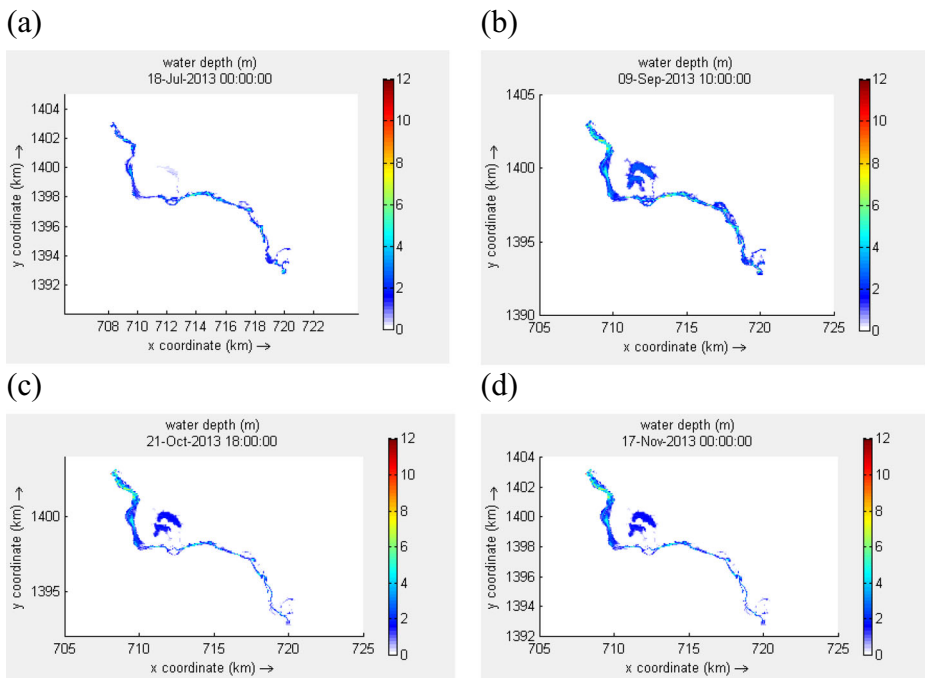 (a)
water depth (m)
18-Jul-2013 00:00:00
12
10
8
6
4
2
0
1404
1402
1400
1398
1396
1394
1392
y coordinate (km) →
708 710 712 714 716 718 720 722
x coordinate (km) →
(b)
water depth (m)
09-Sep-2013 10:00:00
12
10
8
6
4
2
0
1405
1400
1395
1390
y coordinate (km) →
705 710 715 720 725
x coordinate (km) →
(c)
water depth (m)
21-Oct-2013 18:00:00
12
10
8
6
4
2
0
1400
1395
y coordinate (km) →
705 710 715 720 725
x coordinate (km) →
(d)
water depth (m)
17-Nov-2013 00:00:00
12
10
8
6
4
2
0
1404
1402
1400
1398
1396
1394
1392
y coordinate (km) →
705 710 715 720 725
x coordinate (km) →